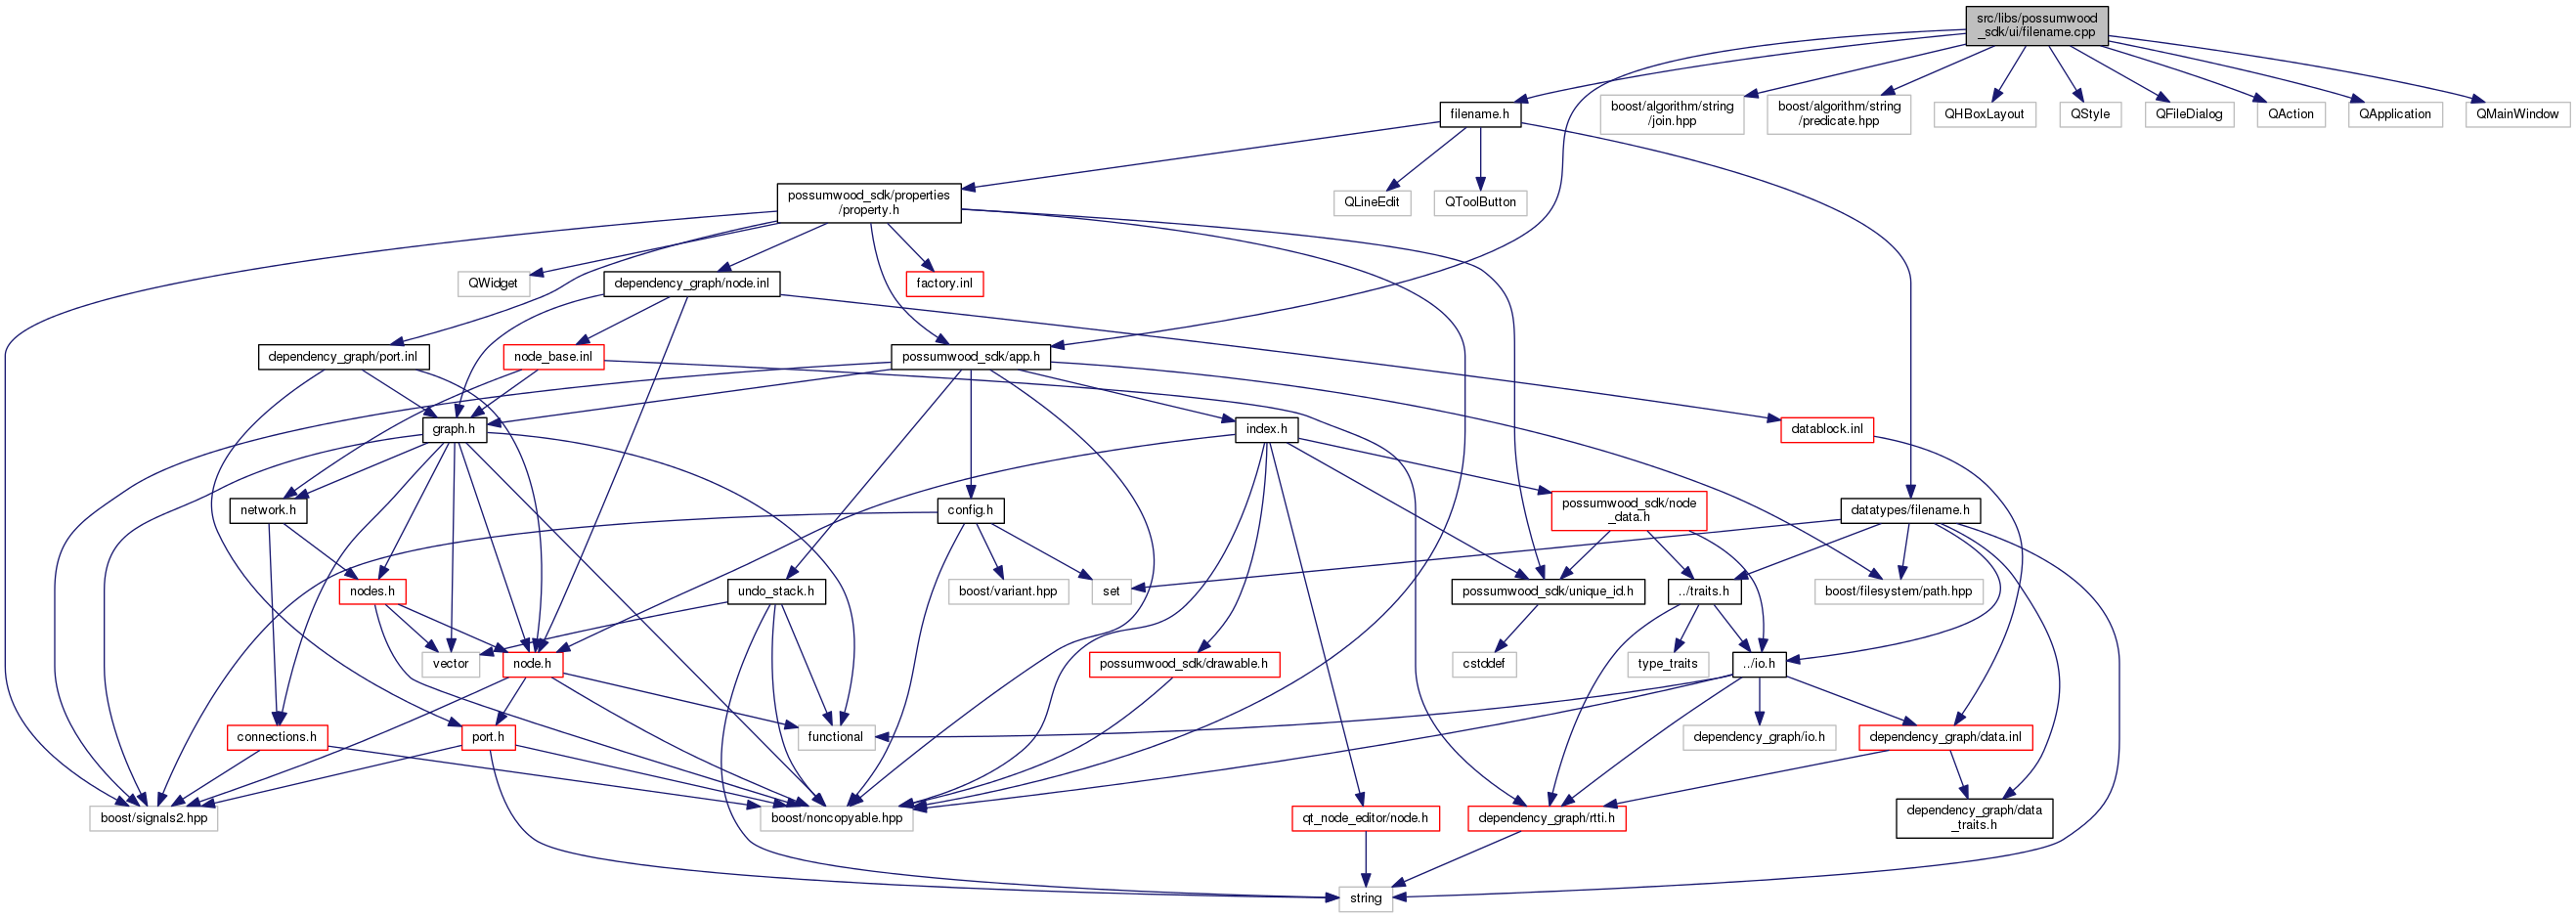 src/libs/possumwood
_sdk/ui/filename.cpp
filename.h
boost/algorithm/string
/join.hpp
boost/algorithm/string
/predicate.hpp
QHBoxLayout
QStyle
QFileDialog
QAction
QApplication
QMainWindow
possumwood_sdk/properties
/property.h
QLineEdit
QToolButton
QWidget
dependency_graph/node.inl
factory.inl
dependency_graph/port.inl
node_base.inl
possumwood_sdk/app.h
graph.h
index.h
datablock.inl
network.h
config.h
possumwood_sdk/node
_data.h
datatypes/filename.h
nodes.h
undo_stack.h
boost/variant.hpp
set
possumwood_sdk/unique_id.h
../traits.h
boost/filesystem/path.hpp
vector
node.h
possumwood_sdk/drawable.h
cstddef
type_traits
../io.h
connections.h
port.h
functional
dependency_graph/io.h
dependency_graph/data.inl
boost/signals2.hpp
boost/noncopyable.hpp
qt_node_editor/node.h
dependency_graph/rtti.h
dependency_graph/data
_traits.h
string